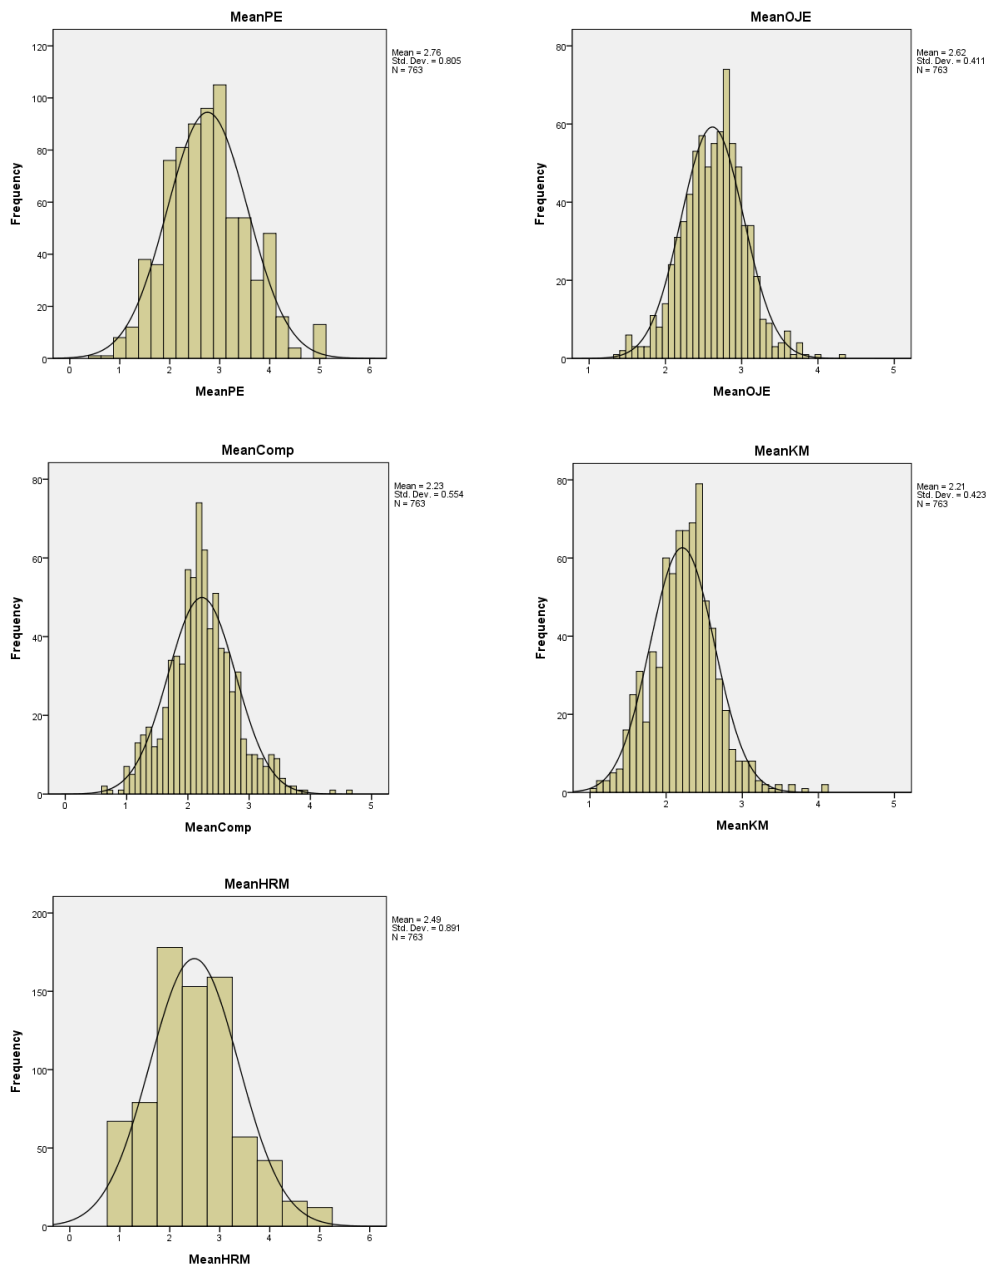 MeanPE
Mean = 2.76
Std. Dev. = 0.805
N = 763
120
100
80
60
40
20
0
Frequency
0 1 2 3 4 5 6
MeanPE
MeanOJE
Mean = 2.62
Std. Dev. = 0.411
N = 763
80
60
40
20
0
Frequency
1 2 3 4 5
MeanOJE
MeanComp
Mean = 2.23
Std. Dev. = 0.554
N = 763
80
60
40
20
0
Frequency
0 1 2 3 4 5
MeanComp
MeanKM
Mean = 2.21
Std. Dev. = 0.423
N = 763
80
60
40
20
0
Frequency
1 2 3 4 5
MeanKM
MeanHRM
Mean = 2.49
Std. Dev. = 0.891
N = 763
200
150
100
50
0
Frequency
0 1 2 3 4 5 6
MeanHRM